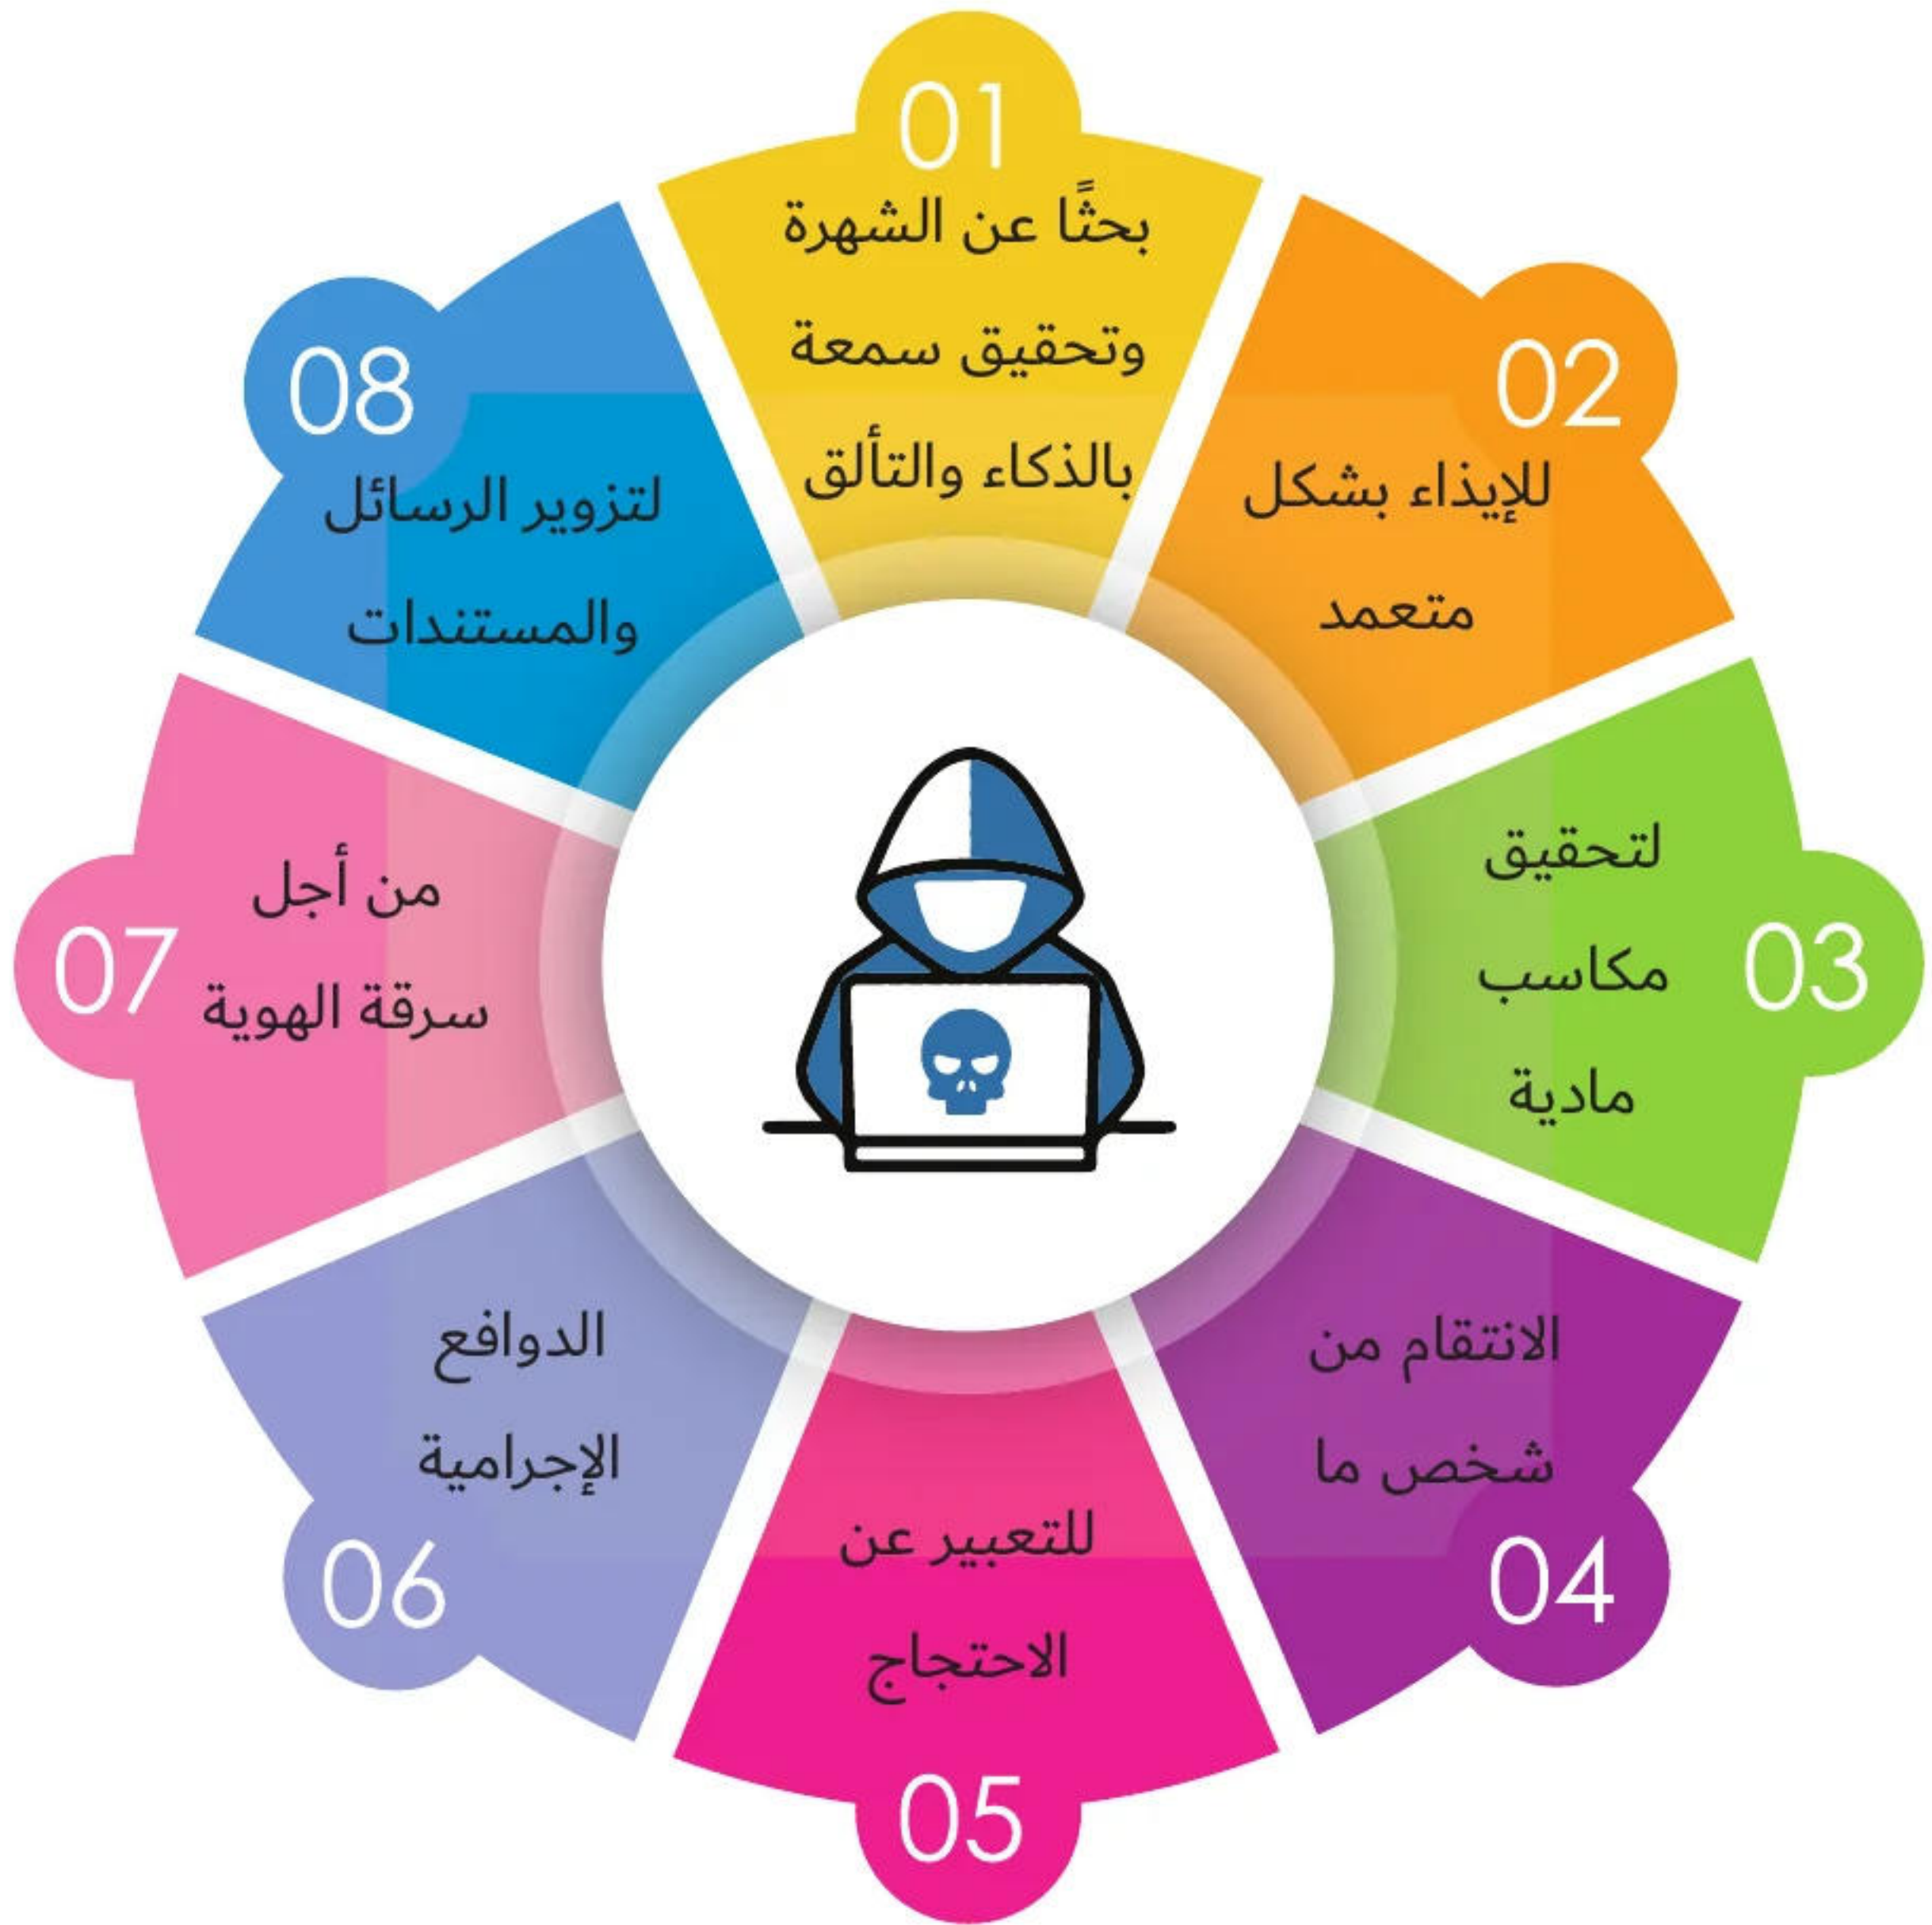 01
بحثًا عن الشهرة
وتحقيق سمعة
بالذكاء والتألق
02
للإيذاء بشكل
متعمد
03
لتحقيق
مكاسب
مادية
04
الانتقام من
شخص ما
05
للتعبير عن
الاحتجاج
06
الدوافع
الإجرامية
07
من أجل
سرقة الهوية
08
لتزوير الرسائل
والمستندات